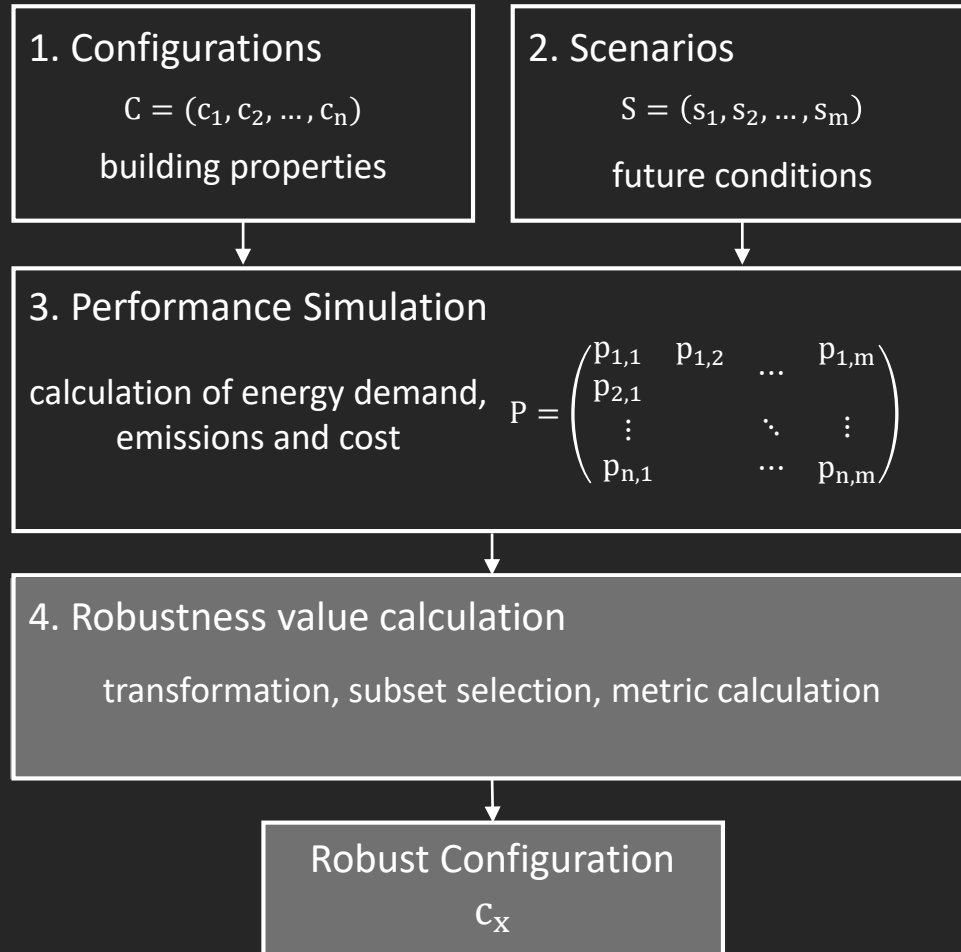 1. Configurations
C = (c₁, c₂, …, cₙ)
building properties
2. Scenarios
S = (s₁, s₂, …, sₘ)
future conditions
3. Performance Simulation
calculation of energy demand,
emissions and cost
P =
p₁,₁ p₁,₂ … p₁,ₘ
p₂,₁
⋮ ⋱ ⋮
pₙ,₁ … pₙ,ₘ
4. Robustness value calculation
transformation, subset selection, metric calculation
Robust Configuration
cₓ